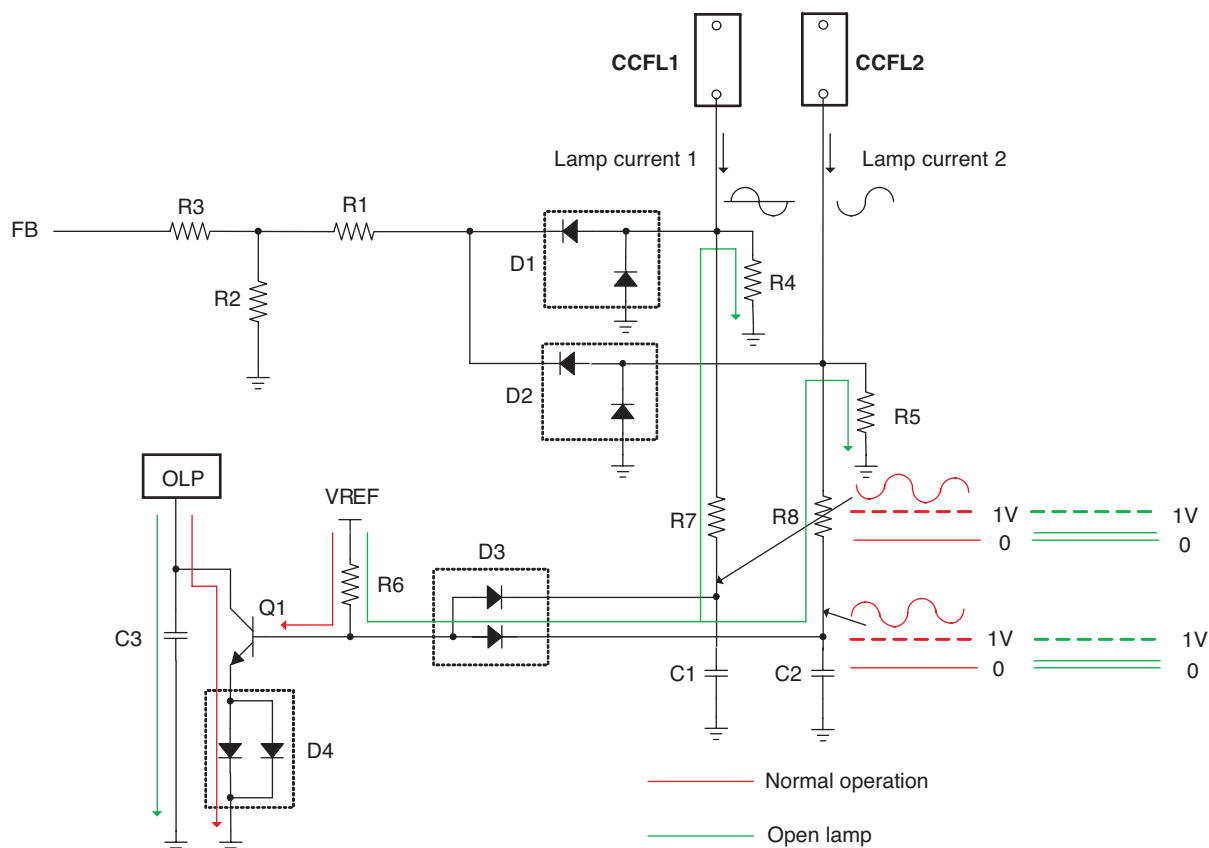 CCFL1
CCFL2
Lamp current 1
Lamp current 2
FB
R3
R1
D1
R4
R2
D2
R5
OLP
VREF
R7
R8
1V
1V
0
0
D3
R6
Q1
C3
1V
1V
0
0
C1
C2
D4
Normal operation
Open lamp